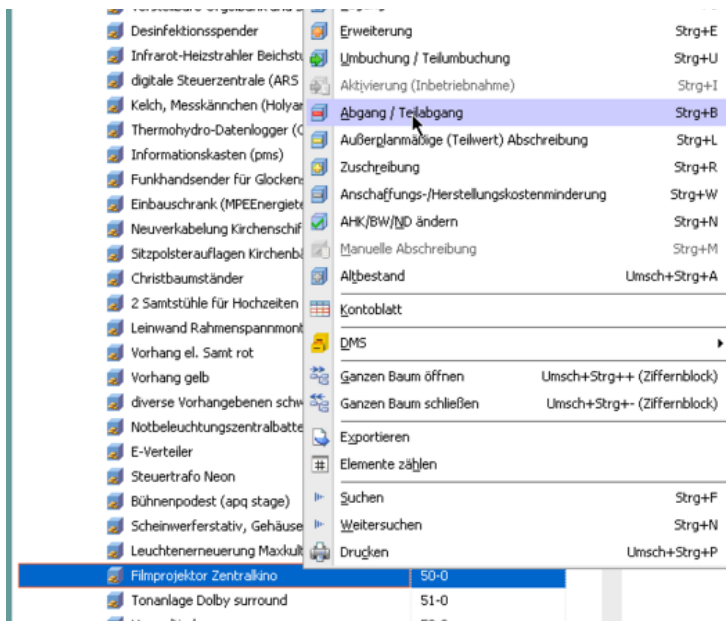 Desinfektionsspender
Infrarot-Heizstrahler Beichst
digitale Steuerzentrale (ARS
Kelch, Messkännchen (Holyar
Thermohydro-Datenlogger (
Informationskasten (pms)
Funkhandsender für Glocken
Einbauschrank (MPEEnergiete
Neuverkabelung Kirchenschif
Sitzpolsterauflagen Kirchenb
Christbaumständer
2 Samtstühle für Hochzeiten
Leinwand Rahmenspannmont
Vorhang el. Samt rot
Vorhang gelb
diverse Vorhangebenen schw
Notbeleuchtungszentralbatte
E-Verteiler
Steuertrafo Neon
Bühnenpodest (apq stage)
Scheinwerferstativ, Gehäuse
Leuchtenerneuerung Maxkult
Filmprojektor Zentralkino 50-0
Tonanlage Dolby surround 51-0
Erweiterung Strg+E
Umbuchung / Teilumbuchung Strg+U
Aktivierung (Inbetriebnahme) Strg+I
Abgang / Teilabgang Strg+B
Außerplanmäßige (Teilwert) Abschreibung Strg+L
Zuschreibung Strg+R
Anschaffungs-/Herstellungskostenminderung Strg+W
AHK/BW/ND ändern Strg+N
Manuelle Abschreibung Strg+M
Altbestand Umsch+Strg+A
Kontoblatt
DMS
Ganzen Baum öffnen Umsch+Strg++ (Ziffernblock)
Ganzen Baum schließen Umsch+Strg+- (Ziffernblock)
Exportieren
Elemente zählen
Suchen Strg+F
Weitersuchen Strg+N
Drucken Umsch+Strg+P